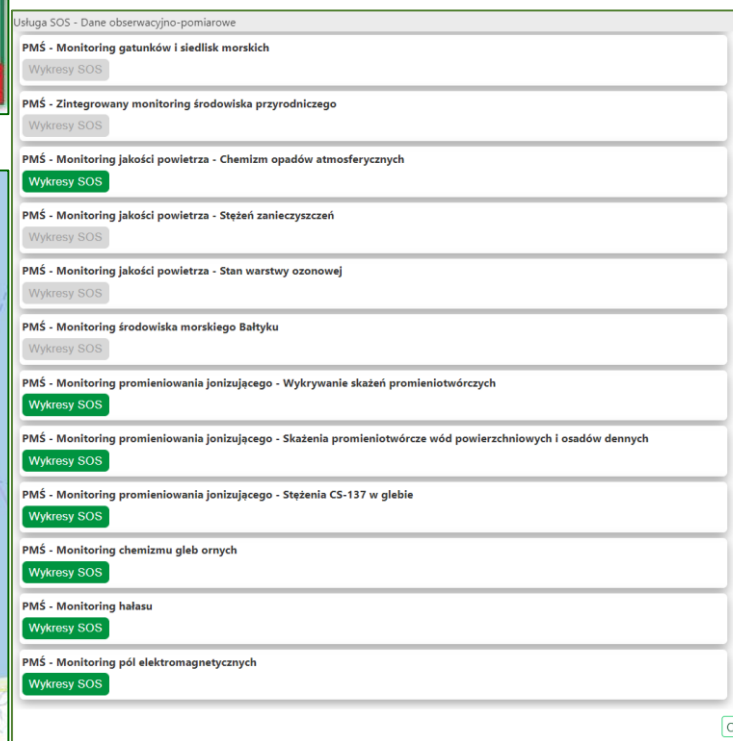 Usługa SOS - Dane obserwacyjno-pomiarowe
PMŚ - Monitoring gatunków i siedlisk morskich
Wykresy SOS
PMŚ - Zintegrowany monitoring środowiska przyrodniczego
Wykresy SOS
PMŚ - Monitoring jakości powietrza - Chemizm opadów atmosferycznych
Wykresy SOS
PMŚ - Monitoring jakości powietrza - Stężeń zanieczyszczeń
Wykresy SOS
PMŚ - Monitoring jakości powietrza - Stan warstwy ozonowej
Wykresy SOS
PMŚ - Monitoring środowiska morskiego Bałtyku
Wykresy SOS
PMŚ - Monitoring promieniowania jonizującego - Wykrywanie skażeń promieniotwórczych
Wykresy SOS
PMŚ - Monitoring promieniowania jonizującego - Skażenia promieniotwórcze wód powierzchniowych i osadów dennych
Wykresy SOS
PMŚ - Monitoring promieniowania jonizującego - Stężenia CS-137 w glebie
Wykresy SOS
PMŚ - Monitoring chemizmu gleb ornych
Wykresy SOS
PMŚ - Monitoring hałasu
Wykresy SOS
PMŚ - Monitoring pól elektromagnetycznych
Wykresy SOS